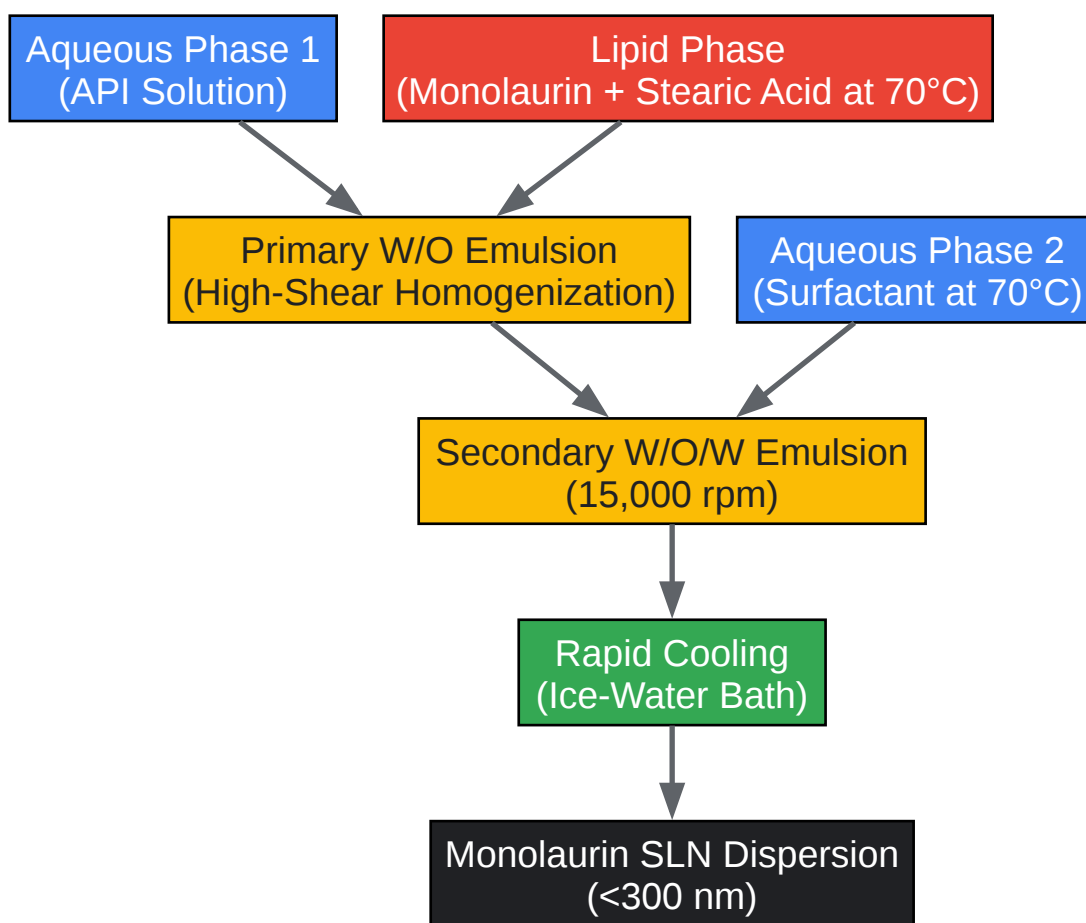 Aqueous Phase 1
(API Solution)
Lipid Phase
(Monolaurin + Stearic Acid at 70°C)
Primary W/O Emulsion
(High-Shear Homogenization)
Aqueous Phase 2
(Surfactant at 70°C)
Secondary W/O/W Emulsion
(15,000 rpm)
Rapid Cooling
(Ice-Water Bath)
Monolaurin SLN Dispersion
(<300 nm)